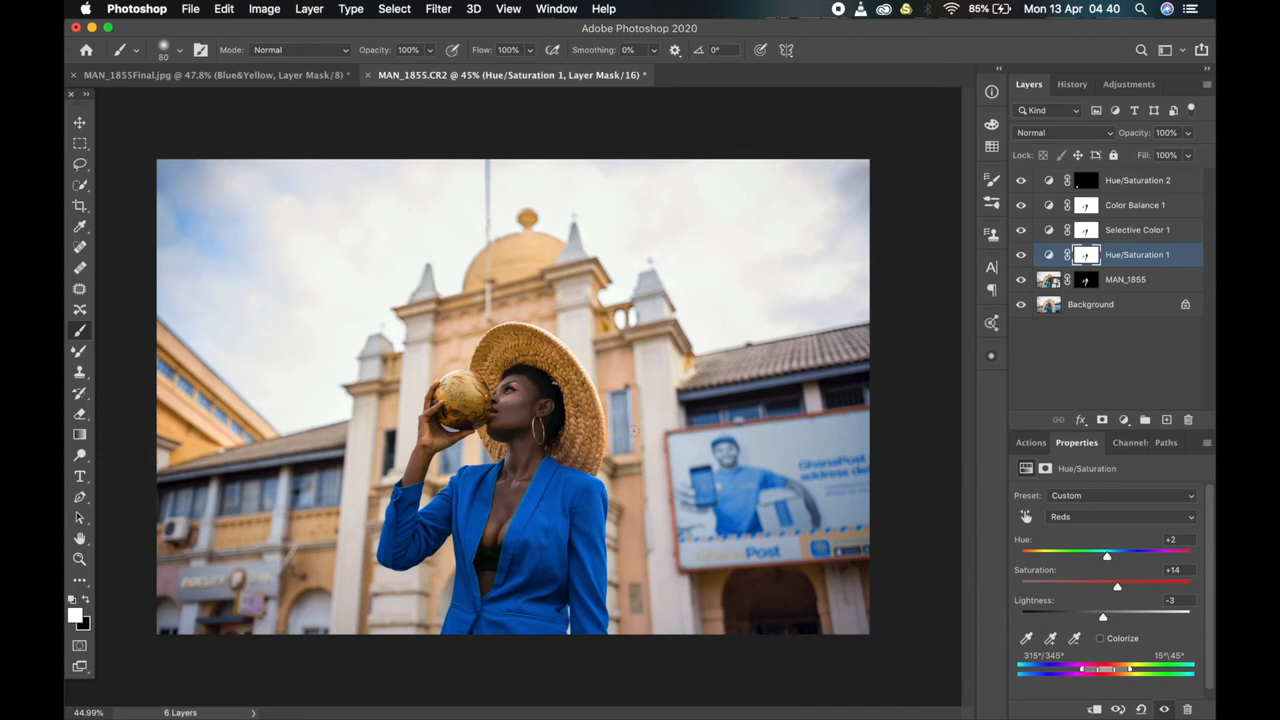 Photoshop File Edit Image Layer Type Select Filter 3D View Window Help 85% Mon 13 Apr 04 40
Adobe Photoshop 2020
80 Mode: Normal Opacity: 100% Flow: 100% Smoothing: 0% 0°
MAN_1855Final.jpg @ 47.8% (Blue&Yellow, Layer Mask/8) *
MAN_1855.CR2 @ 45% (Hue/Saturation 1, Layer Mask/16) *
Layers History Adjustments
Kind
Normal Opacity: 100%
Lock: Fill: 100%
Hue/Saturation 2
Color Balance 1
Selective Color 1
Hue/Saturation 1
MAN_1855
Background
Actions Properties Channel: Paths
Hue/Saturation
Preset: Custom
Reds
Hue: +2
Saturation: +14
Lightness: -3
Colorize
315°/345° 15°\45°
GhanaPost
address
GhanaPost
FIDELITY
44.99% 6 Layers